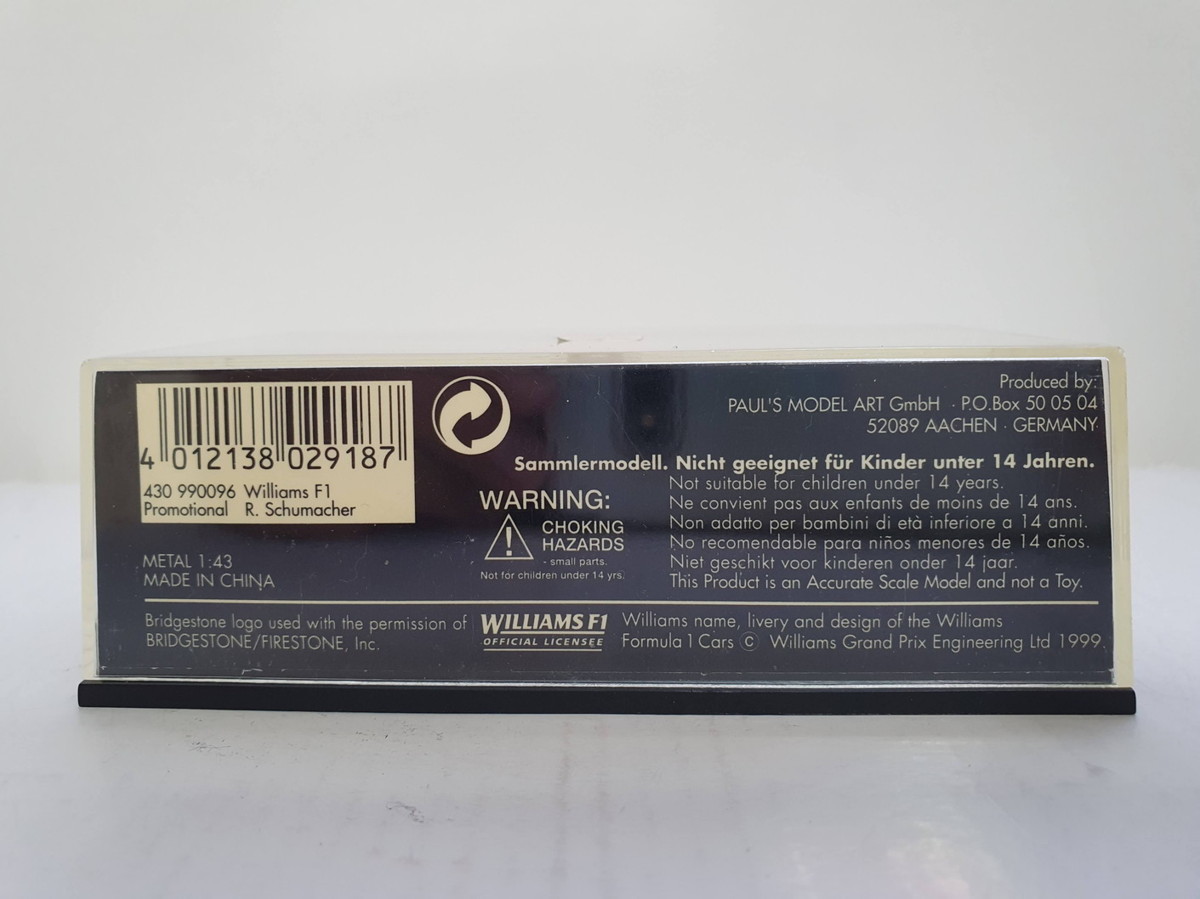 4 012138 029187
430 990096 Williams F1
Promotional R. Schumacher
METAL 1:43
MADE IN CHINA
Produced by:
PAUL'S MODEL ART GmbH · P.O.Box 50 05 04
52089 AACHEN · GERMANY
Sammlermodell. Nicht geeignet für Kinder unter 14 Jahren.
WARNING:
CHOKING
HAZARDS
- small parts.
Not for children under 14 yrs.
Not suitable for children under 14 years.
Ne convient pas aux enfants de moins de 14 ans.
Non adatto per bambini di età inferiore a 14 anni.
No recomendable para niños menores de 14 años.
Niet geschikt voor kinderen onder 14 jaar.
This Product is an Accurate Scale Model and not a Toy.
Bridgestone logo used with the permission of
BRIDGESTONE/FIRESTONE, Inc.
WILLIAMS F1
OFFICIAL LICENSEE
Williams name, livery and design of the Williams
Formula 1 Cars © Williams Grand Prix Engineering Ltd 1999.